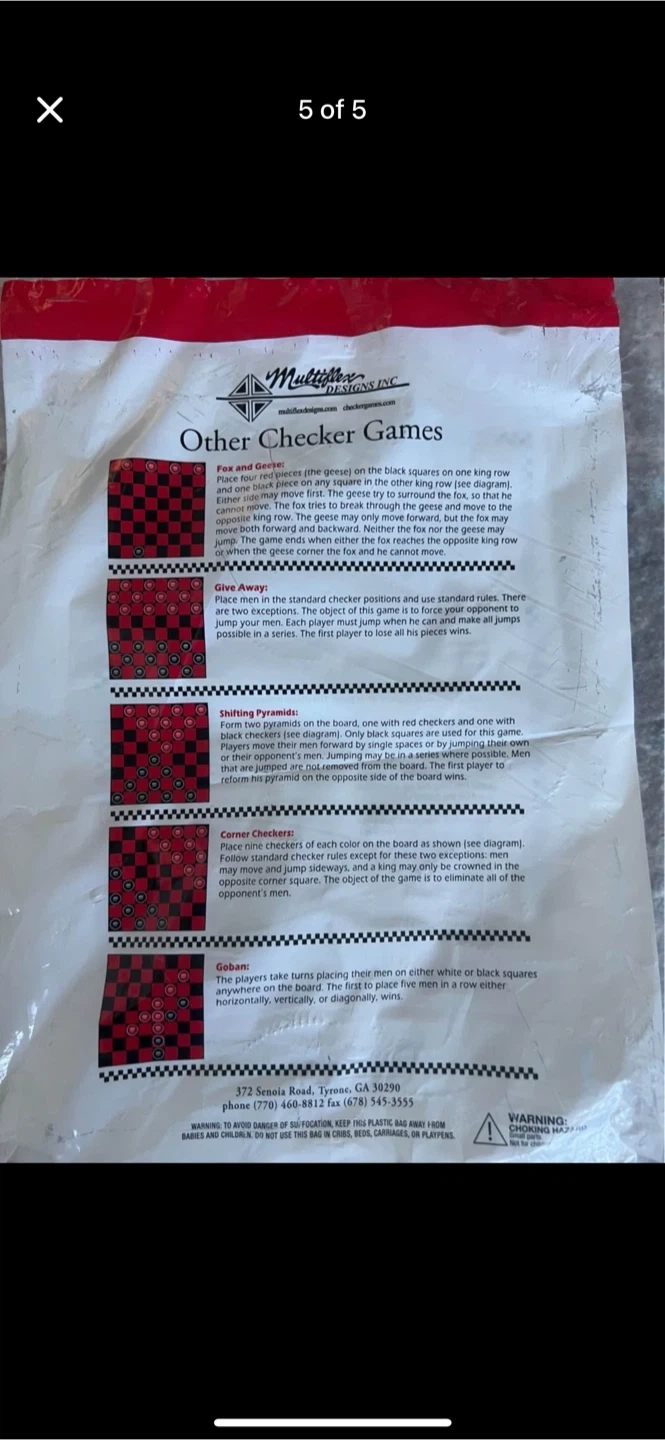 5 of 5
Multiflex
DESIGNS INC
multiflexdesigns.com checkergames.com
Other Checker Games
Fox and Geese:
Place four red pieces (the geese) on the black squares on one king row
and one black piece on any square in the other king row (see diagram).
Either side may move first. The geese try to surround the fox, so that he
cannot move. The fox tries to break through the geese and move to the
opposite king row. The geese may only move forward, but the fox may
move both forward and backward. Neither the fox nor the geese may
jump. The game ends when either the fox reaches the opposite king row
or when the geese corner the fox and he cannot move.
Give Away:
Place men in the standard checker positions and use standard rules. There
are two exceptions. The object of this game is to force your opponent to
jump your men. Each player must jump when he can and make all jumps
possible in a series. The first player to lose all his pieces wins.
Shifting Pyramids:
Form two pyramids on the board, one with red checkers and one with
black checkers (see diagram). Only black squares are used for this game.
Players move their men forward by single spaces or by jumping their own
or their opponent's men. Jumping may be in a series where possible. Men
that are jumped are not removed from the board. The first player to
reform his pyramid on the opposite side of the board wins.
Corner Checkers:
Place nine checkers of each color on the board as shown (see diagram).
Follow standard checker rules except for these two exceptions: men
may move and jump sideways, and a king may only be crowned in the
opposite corner square. The object of the game is to eliminate all of the
opponent's men.
Goban:
The players take turns placing their men on either white or black squares
anywhere on the board. The first to place five men in a row either
horizontally, vertically, or diagonally, wins.
372 Senoia Road, Tyrone, GA 30290
phone (770) 460-8812 fax (678) 545-3555
WARNING: TO AVOID DANGER OF SUFFOCATION, KEEP THIS PLASTIC BAG AWAY FROM
BABIES AND CHILDREN. DO NOT USE THIS BAG IN CRIBS, BEDS, CARRIAGES, OR PLAYPENS.
WARNING:
CHOKING
Small parts
Not for